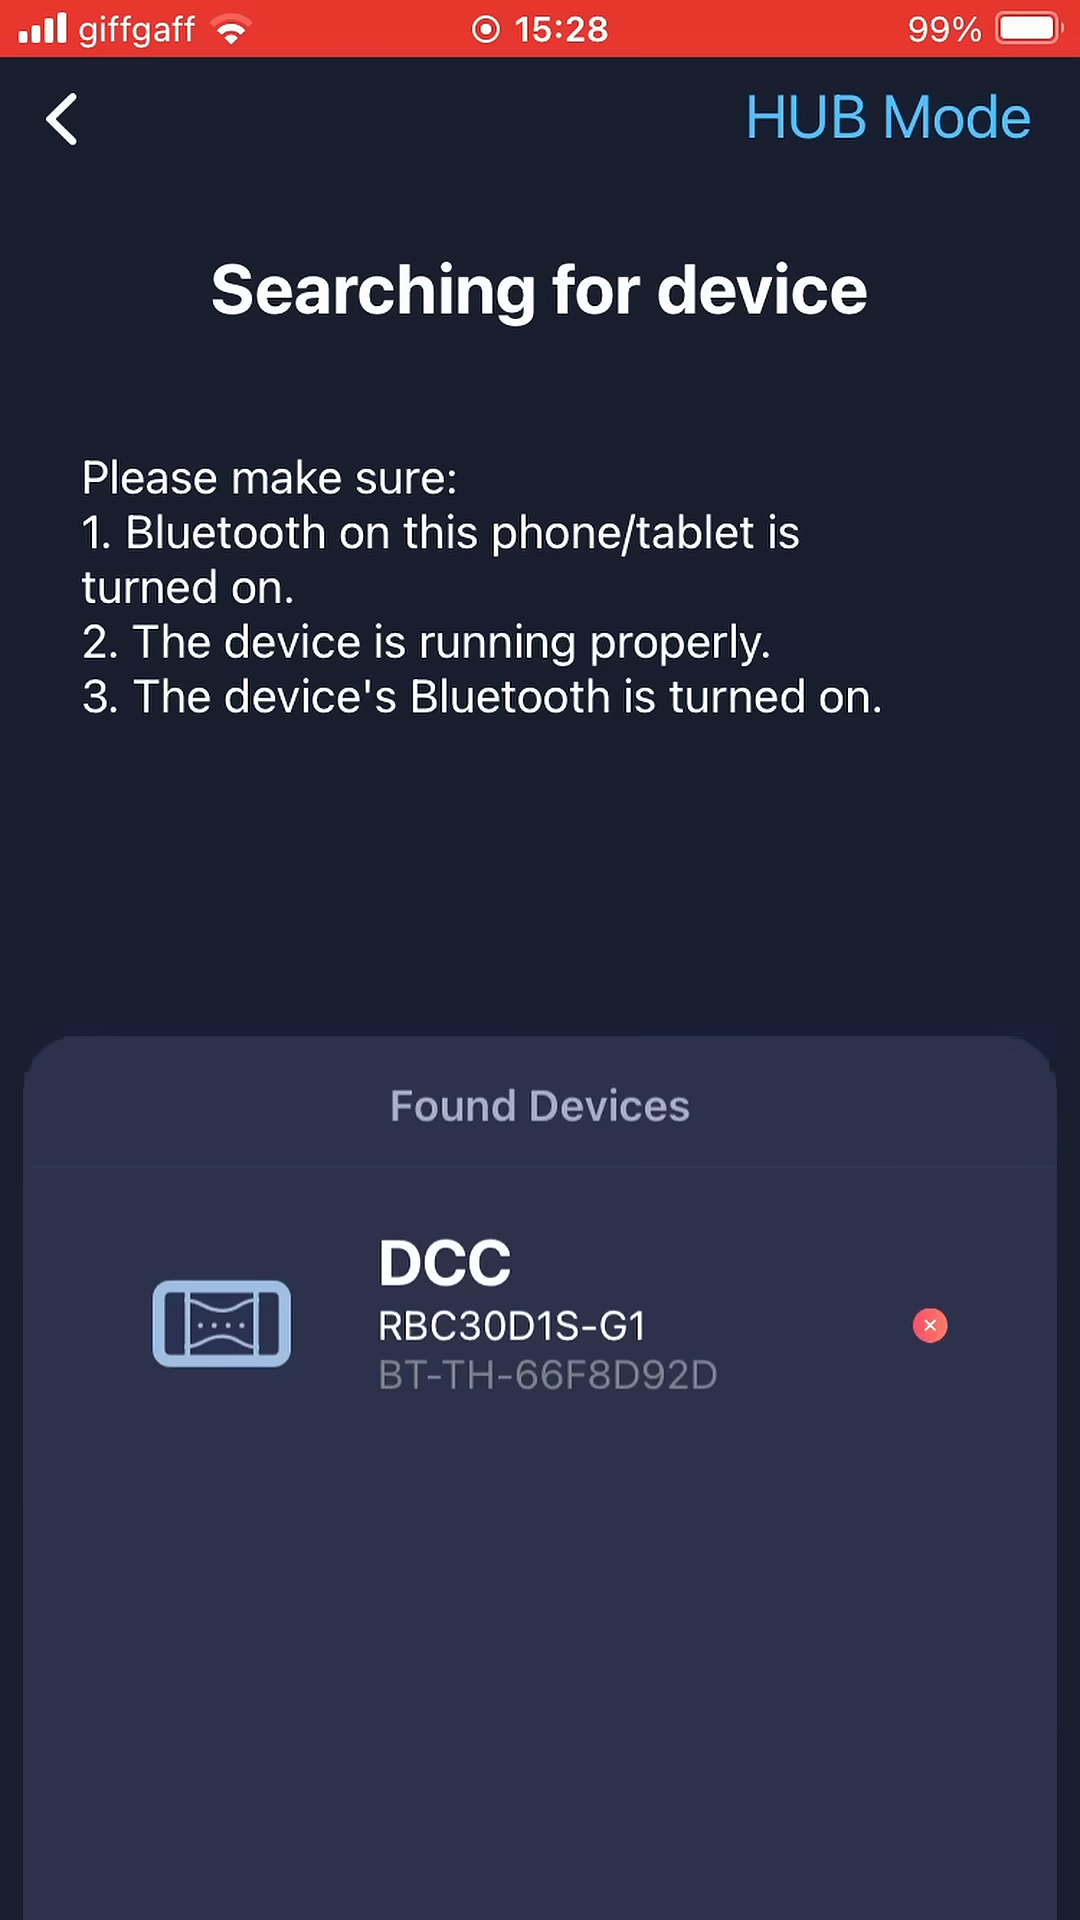 giffgaff 15:28 99%
HUB Mode
Searching for device
Please make sure:
1. Bluetooth on this phone/tablet is
turned on.
2. The device is running properly.
3. The device's Bluetooth is turned on.
Found Devices
DCC
RBC30D1S-G1
BT-TH-66F8D92D